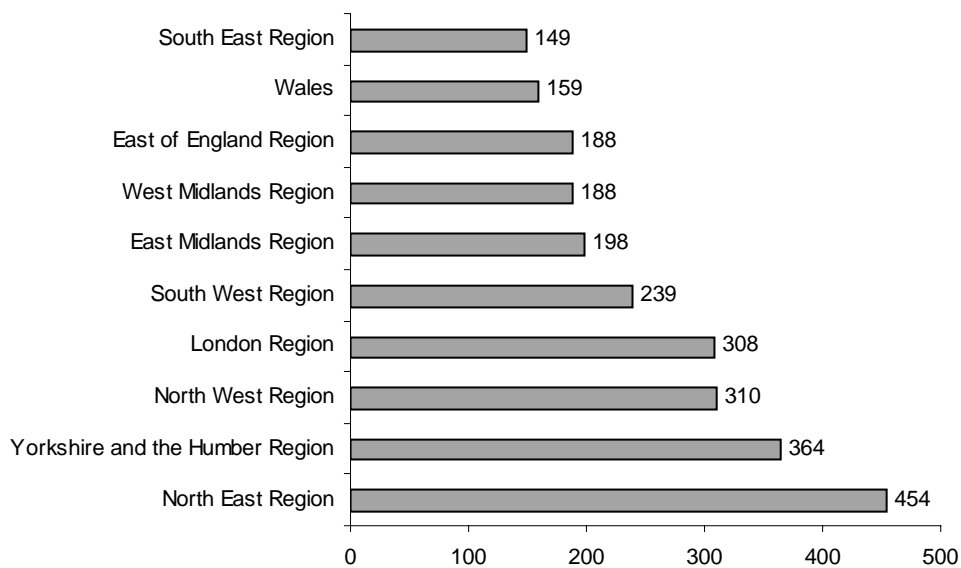 South East Region 149
Wales 159
East of England Region 188
West Midlands Region 188
East Midlands Region 198
South West Region 239
London Region 308
North West Region 310
Yorkshire and the Humber Region 364
North East Region 454
0 100 200 300 400 500